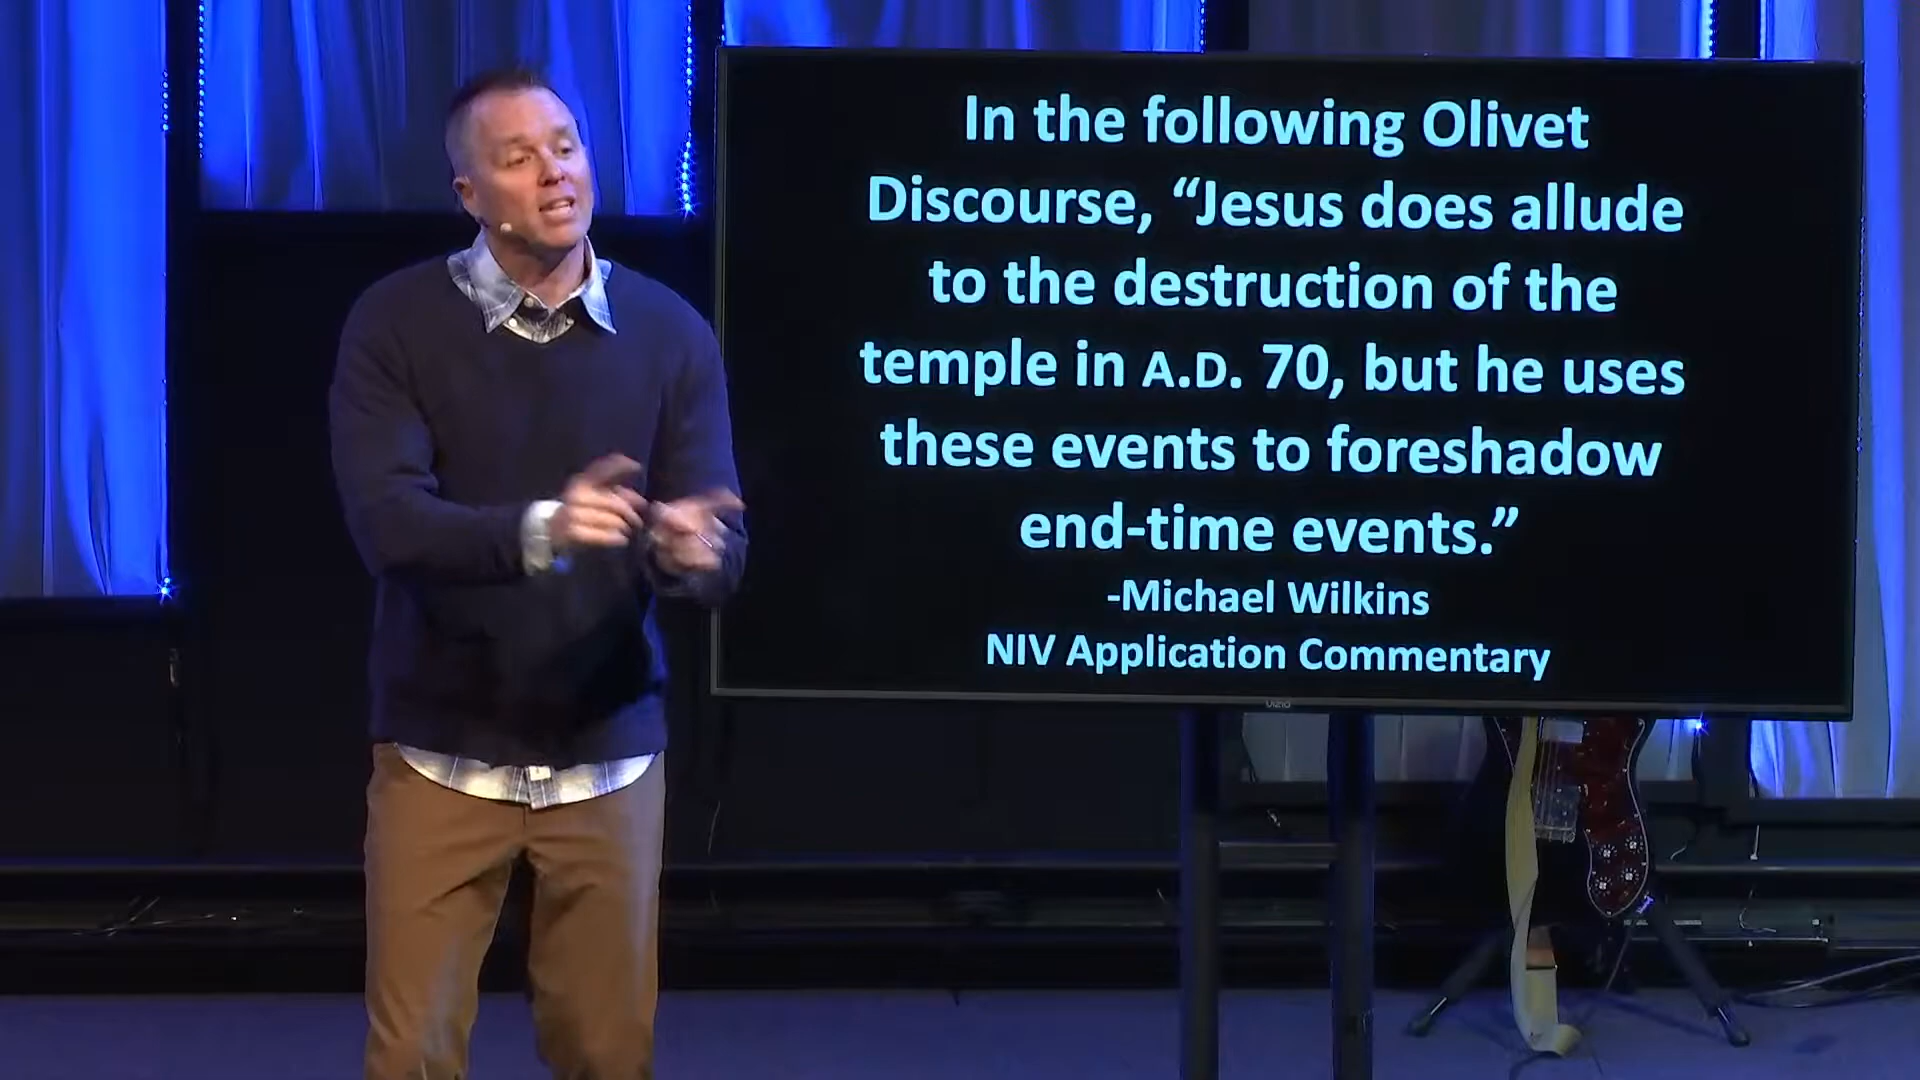 In the following Olivet
Discourse, “Jesus does allude
to the destruction of the
temple in A.D. 70, but he uses
these events to foreshadow
end-time events.”
-Michael Wilkins
NIV Application Commentary